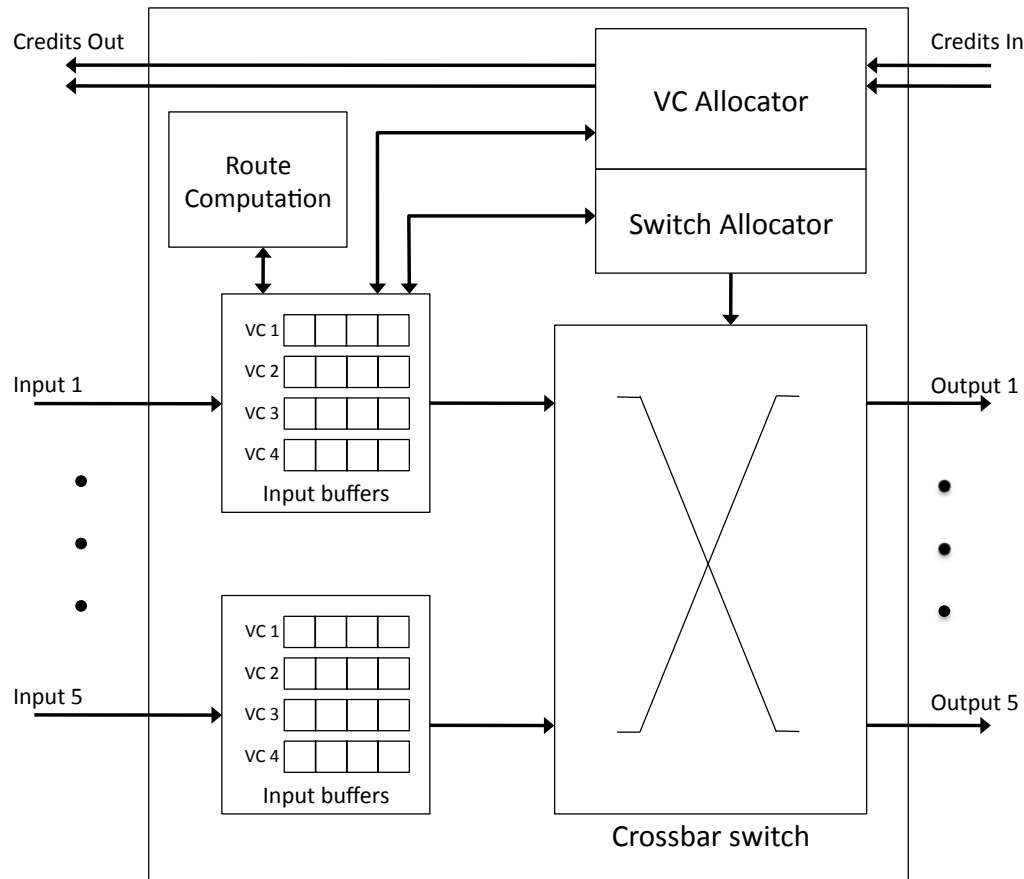 Credits Out
Credits In
VC Allocator
Route
Computation
Switch Allocator
VC 1
VC 2
VC 3
VC 4
Input buffers
Input 1
Output 1
VC 1
VC 2
VC 3
VC 4
Input buffers
Input 5
Output 5
Crossbar switch